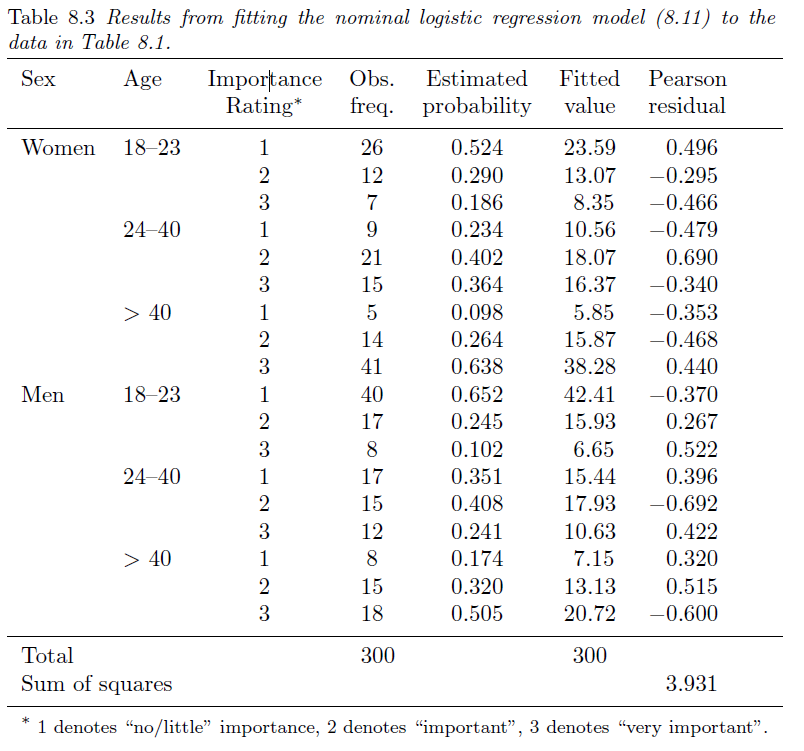 Table 8.3 Results from fitting the nominal logistic regression model (8.11) to the
data in Table 8.1.
Sex Age Importance Obs. Estimated Fitted Pearson
Rating* freq. probability value residual
Women 18–23 1 26 0.524 23.59 0.496
2 12 0.290 13.07 −0.295
3 7 0.186 8.35 −0.466
24–40 1 9 0.234 10.56 −0.479
2 21 0.402 18.07 0.690
3 15 0.364 16.37 −0.340
> 40 1 5 0.098 5.85 −0.353
2 14 0.264 15.87 −0.468
3 41 0.638 38.28 0.440
Men 18–23 1 40 0.652 42.41 −0.370
2 17 0.245 15.93 0.267
3 8 0.102 6.65 0.522
24–40 1 17 0.351 15.44 0.396
2 15 0.408 17.93 −0.692
3 12 0.241 10.63 0.422
> 40 1 8 0.174 7.15 0.320
2 15 0.320 13.13 0.515
3 18 0.505 20.72 −0.600
Total 300 300
Sum of squares 3.931
* 1 denotes “no/little” importance, 2 denotes “important”, 3 denotes “very important”.